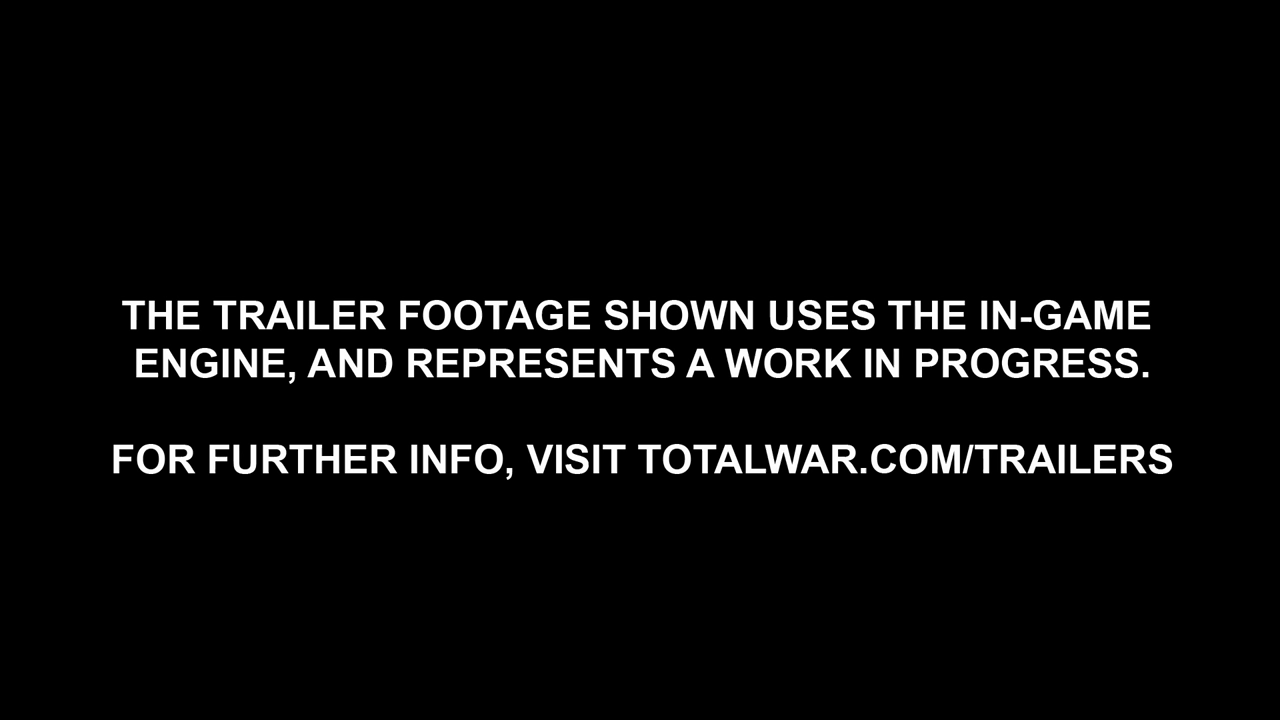 THE TRAILER FOOTAGE SHOWN USES THE IN-GAME
ENGINE, AND REPRESENTS A WORK IN PROGRESS.
FOR FURTHER INFO, VISIT TOTALWAR.COM/TRAILERS